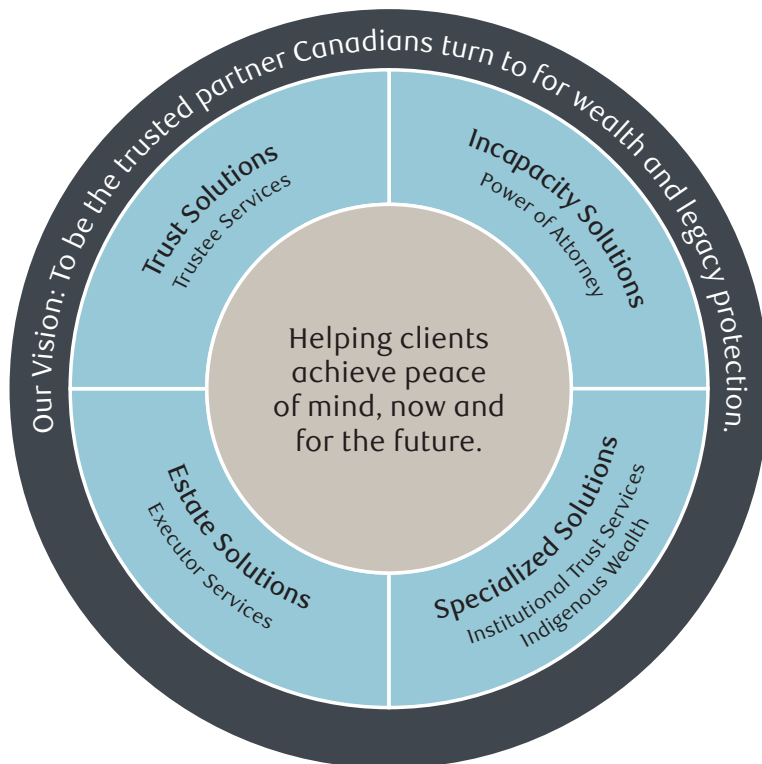 Our Vision: To be the trusted partner Canadians turn to for wealth and legacy protection.
Trust Solutions
Trustee Services
Incapacity Solutions
Power of Attorney
Helping clients
achieve peace
of mind, now and
for the future.
Estate Solutions
Executor Services
Specialized Solutions
Institutional Trust Services
Indigenous Wealth